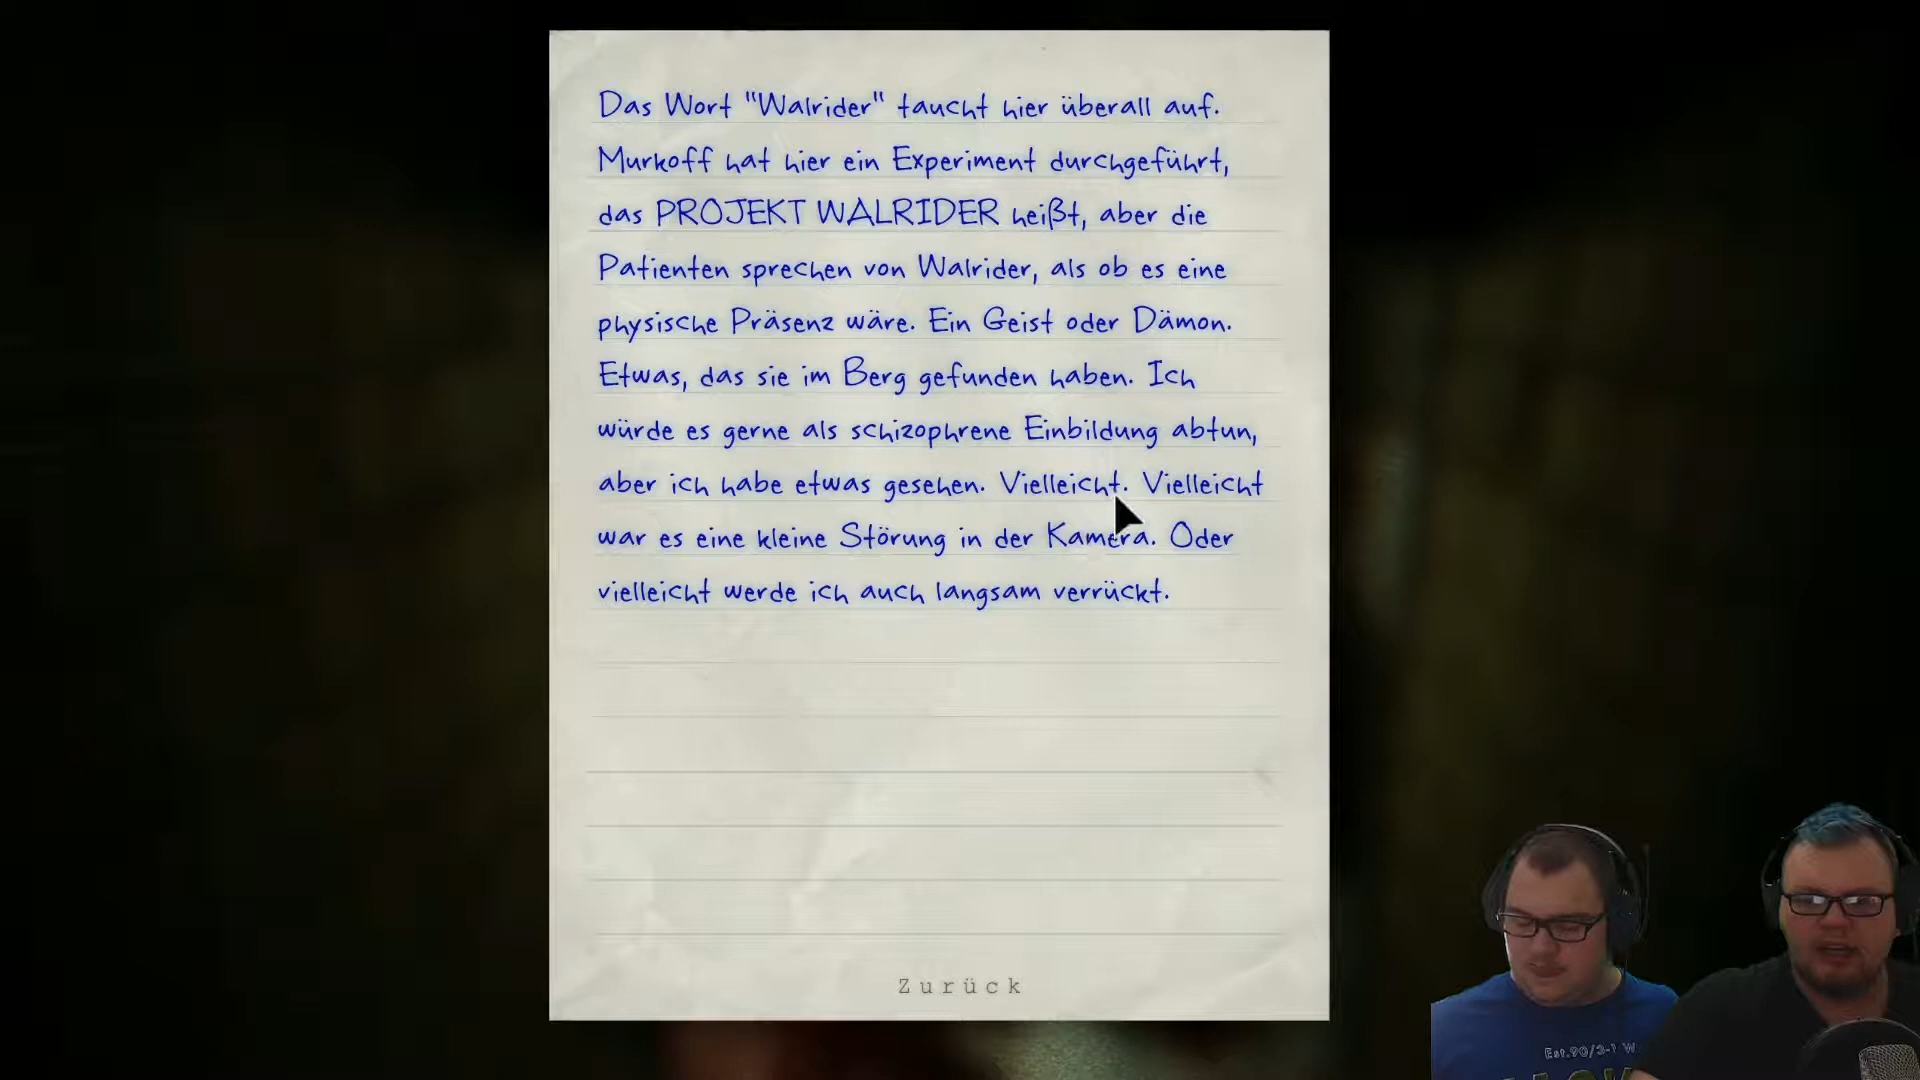 Das Wort "Walrider" taucht hier überall auf.
Murkoff hat hier ein Experiment durchgeführt,
das PROJEKT WALRIDER heißt, aber die
Patienten sprechen von Walrider, als ob es eine
physische Präsenz wäre. Ein Geist oder Dämon.
Etwas, das sie im Berg gefunden haben. Ich
würde es gerne als schizophrene Einbildung abtun,
aber ich habe etwas gesehen. Vielleicht. Vielleicht
war es eine kleine Störung in der Kamera. Oder
vielleicht werde ich auch langsam verrückt.
Zurück